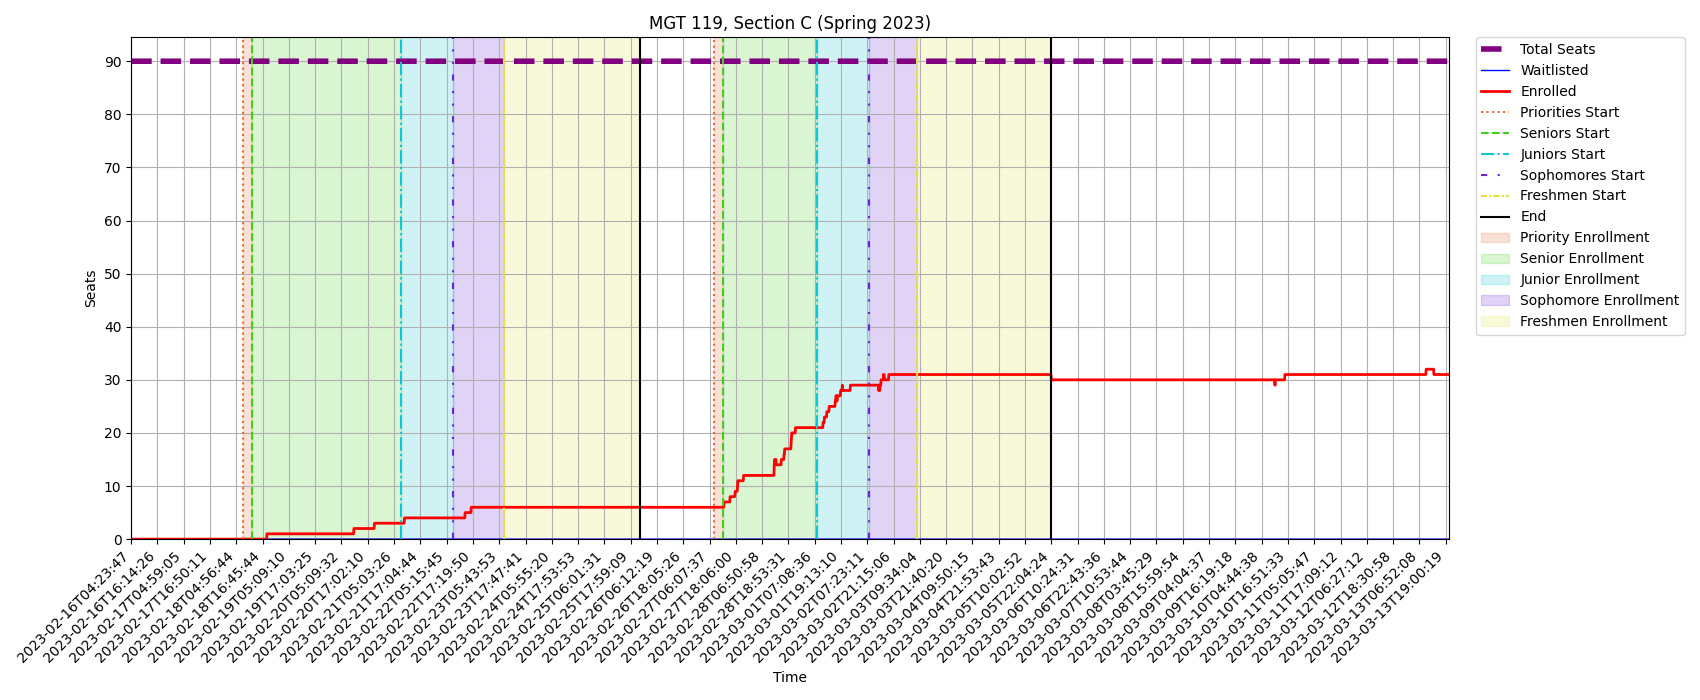 MGT 119, Section C (Spring 2023)
Total Seats
Waitlisted
Enrolled
Priorities Start
Seniors Start
Juniors Start
Sophomores Start
Freshmen Start
End
Priority Enrollment
Senior Enrollment
Junior Enrollment
Sophomore Enrollment
Freshmen Enrollment
Seats
90
80
70
60
50
40
30
20
10
0
2023-02-16T04:23:47
2023-02-16T16:14:26
2023-02-17T04:59:05
2023-02-17T16:50:11
2023-02-18T04:56:44
2023-02-18T16:45:44
2023-02-19T05:09:10
2023-02-19T17:03:25
2023-02-20T05:09:32
2023-02-20T17:02:10
2023-02-21T05:03:26
2023-02-21T17:04:44
2023-02-22T05:15:45
2023-02-22T17:19:50
2023-02-23T05:43:53
2023-02-23T17:47:41
2023-02-24T05:55:20
2023-02-24T17:53:53
2023-02-25T06:01:31
2023-02-25T17:59:09
2023-02-26T06:12:19
2023-02-26T18:05:26
2023-02-27T06:07:37
2023-02-27T18:06:00
2023-02-28T06:50:58
2023-02-28T18:53:31
2023-03-01T07:08:36
2023-03-01T19:13:10
2023-03-02T07:23:11
2023-03-02T21:15:06
2023-03-03T09:34:04
2023-03-03T21:40:20
2023-03-04T09:50:15
2023-03-04T21:53:43
2023-03-05T10:02:52
2023-03-05T22:04:24
2023-03-06T10:24:31
2023-03-06T22:43:36
2023-03-07T10:53:44
2023-03-08T03:45:29
2023-03-08T15:59:54
2023-03-09T04:04:37
2023-03-09T16:19:18
2023-03-10T04:44:38
2023-03-10T16:51:33
2023-03-11T05:05:47
2023-03-11T17:09:12
2023-03-12T06:27:12
2023-03-12T18:30:58
2023-03-13T06:52:08
2023-03-13T19:00:19
Time